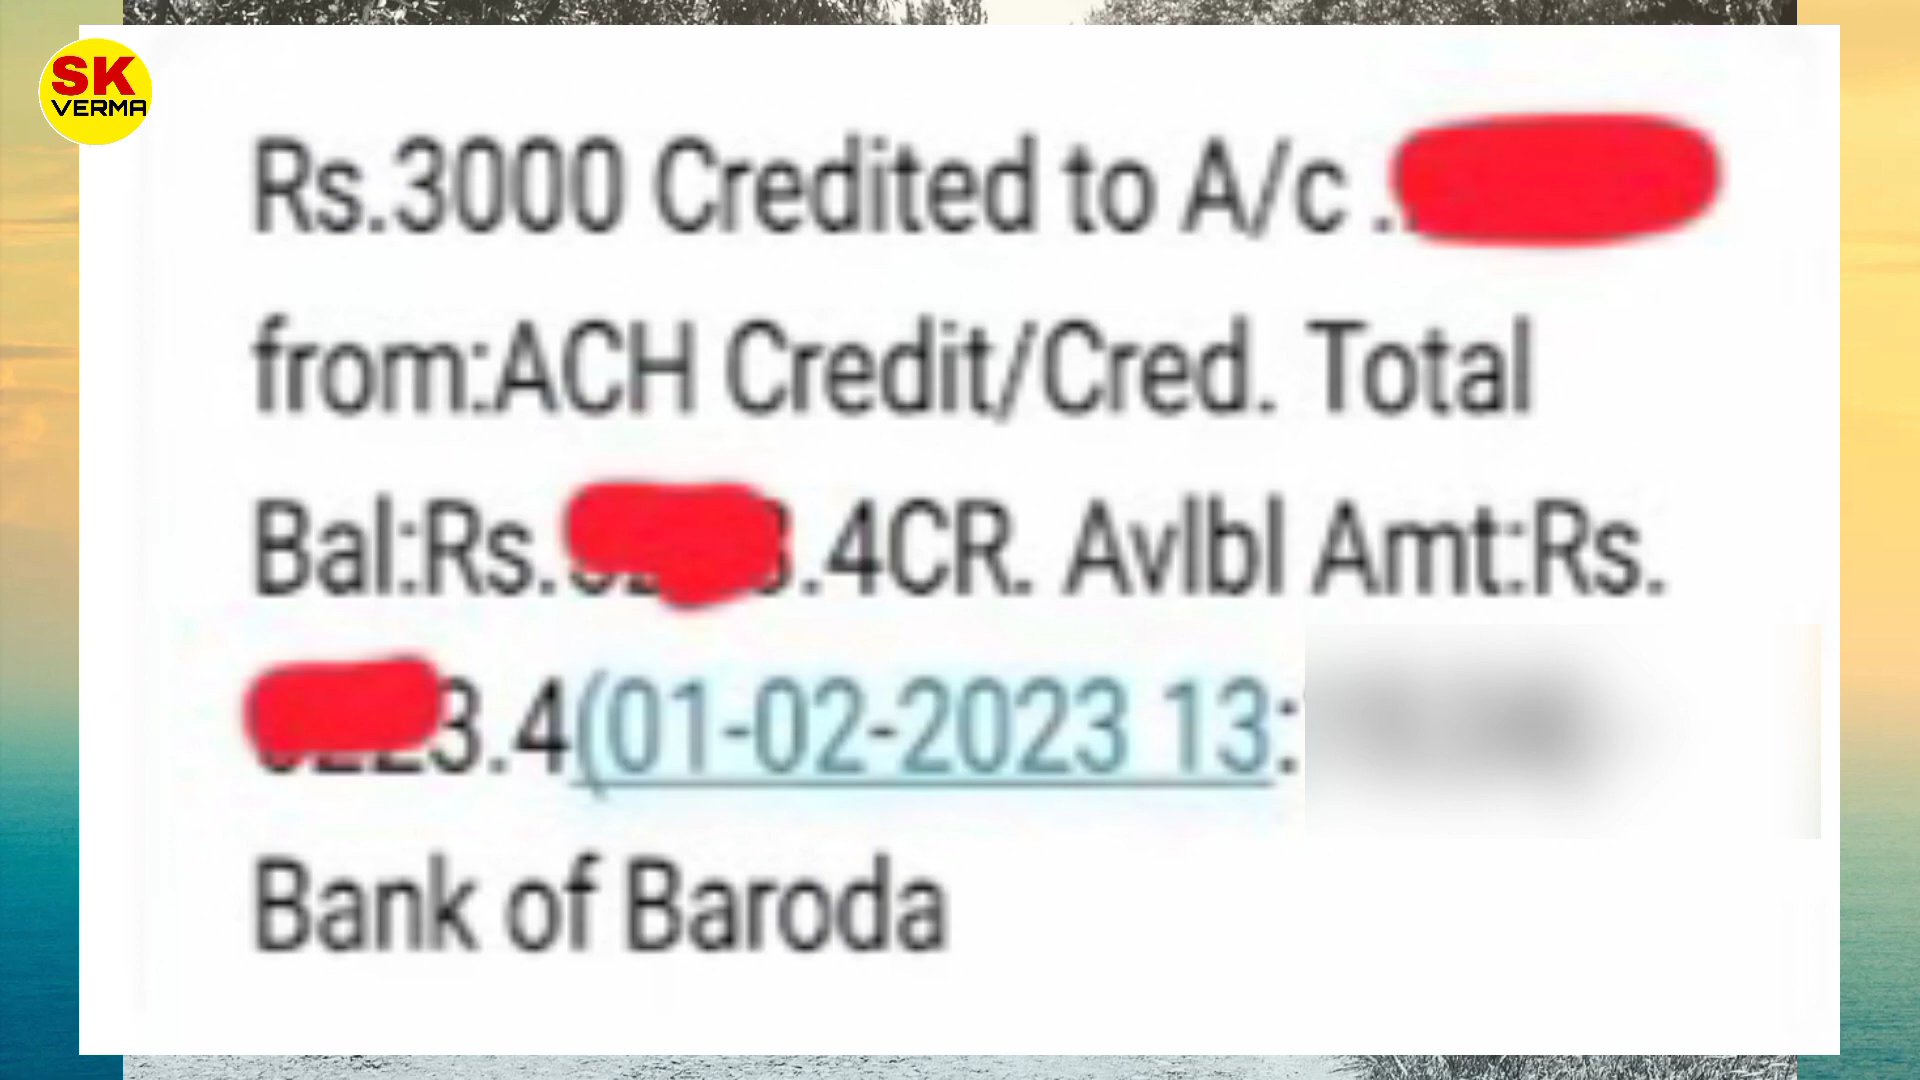 SK
VERMA
Rs.3000 Credited to A/c .
from:ACH Credit/Cred. Total
Bal:Rs. .4CR. Avlbl Amt:Rs.
3.4(01-02-2023 13:
Bank of Baroda